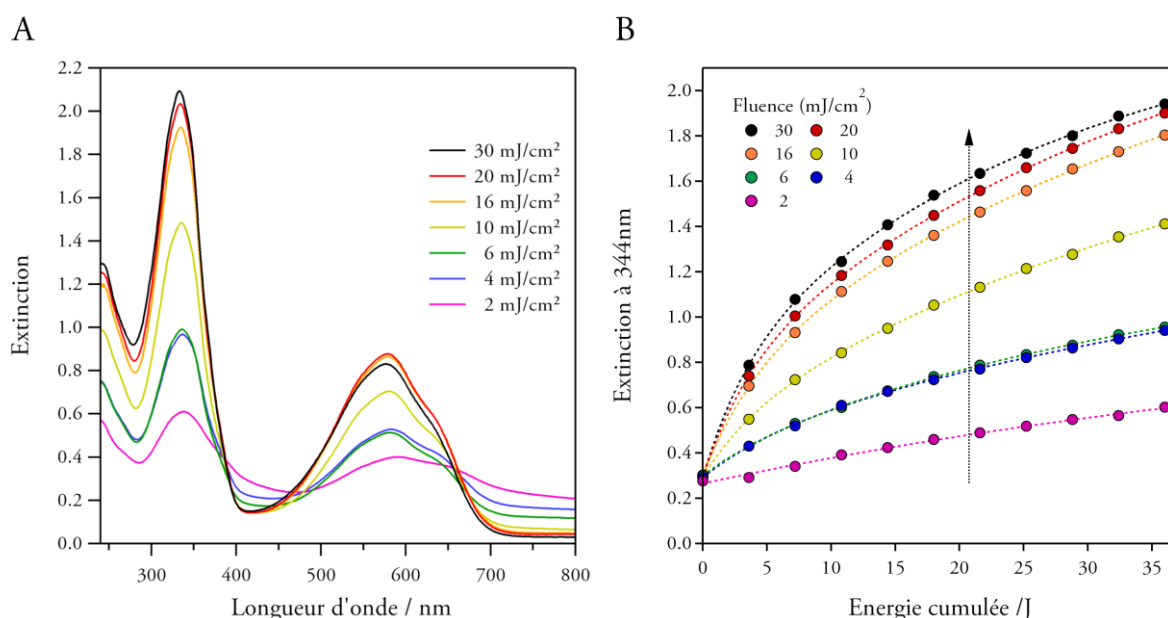 A
Extinction
2.2
2.0
1.8
1.6
1.4
1.2
1.0
0.8
0.6
0.4
0.2
0.0
30 mJ/cm²
20 mJ/cm²
16 mJ/cm²
10 mJ/cm²
6 mJ/cm²
4 mJ/cm²
2 mJ/cm²
300 400 500 600 700 800
Longueur d'onde / nm
B
Extinction à 344nm
2.0
1.8
1.6
1.4
1.2
1.0
0.8
0.6
0.4
0.2
0.0
Fluence (mJ/cm²)
30 20
16 10
6 4
2
0 5 10 15 20 25 30 35
Energie cumulée /J